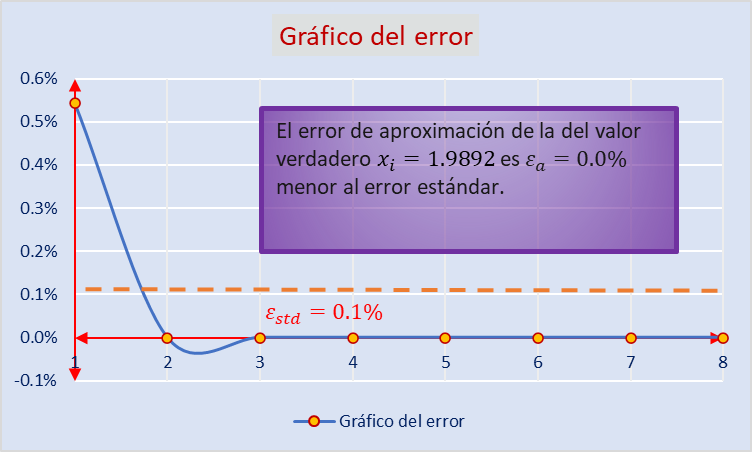 Gráfico del error
0.6%
0.5%
0.4%
0.3%
0.2%
0.1%
0.0%
-0.1%
El error de aproximación de la del valor
verdadero xᵢ = 1.9892 es εₐ = 0.0%
menor al error estándar.
ε_std = 0.1%
1 2 3 4 5 6 7 8
Gráfico del error